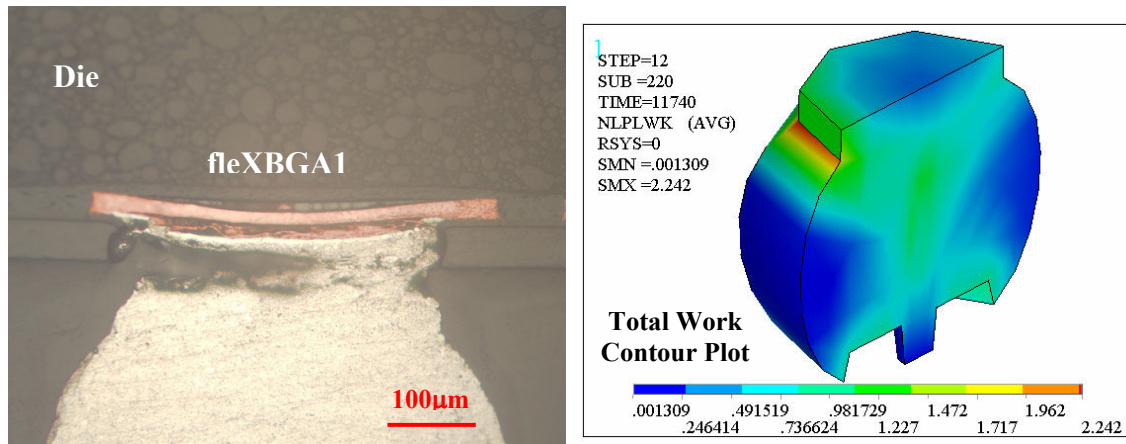 Die
fleXBGA1
100µm
1
STEP=12
SUB =220
TIME=11740
NLPLWK (AVG)
RSYS=0
SMN =.001309
SMX =2.242
Total Work
Contour Plot
.001309 .491519 .981729 1.472 1.962
.246414 .736624 1.227 1.717 2.242